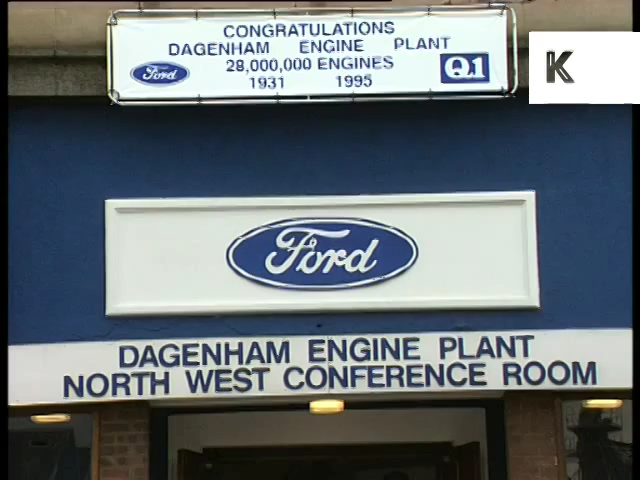 CONGRATULATIONS
DAGENHAM ENGINE PLANT
28,000,000 ENGINES
1931 1995
Ford
Q1
K
Ford
DAGENHAM ENGINE PLANT
NORTH WEST CONFERENCE ROOM